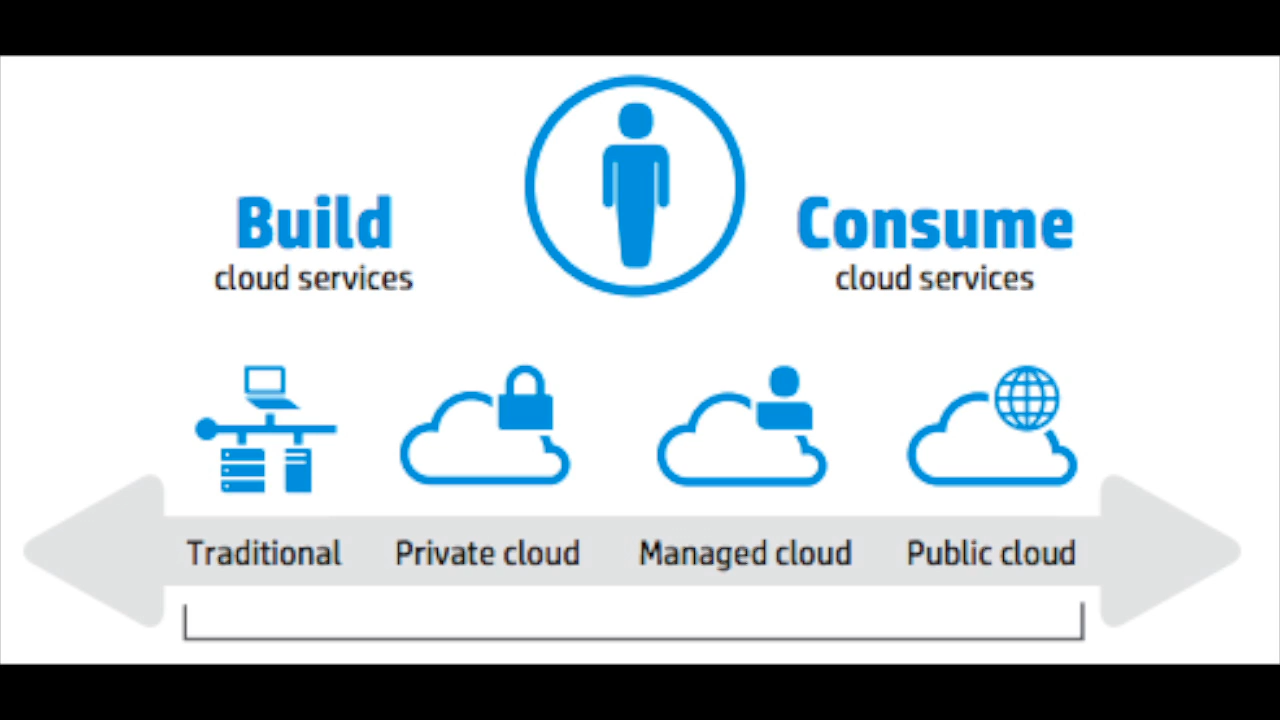 Build
cloud services
Consume
cloud services
Traditional
Private cloud
Managed cloud
Public cloud